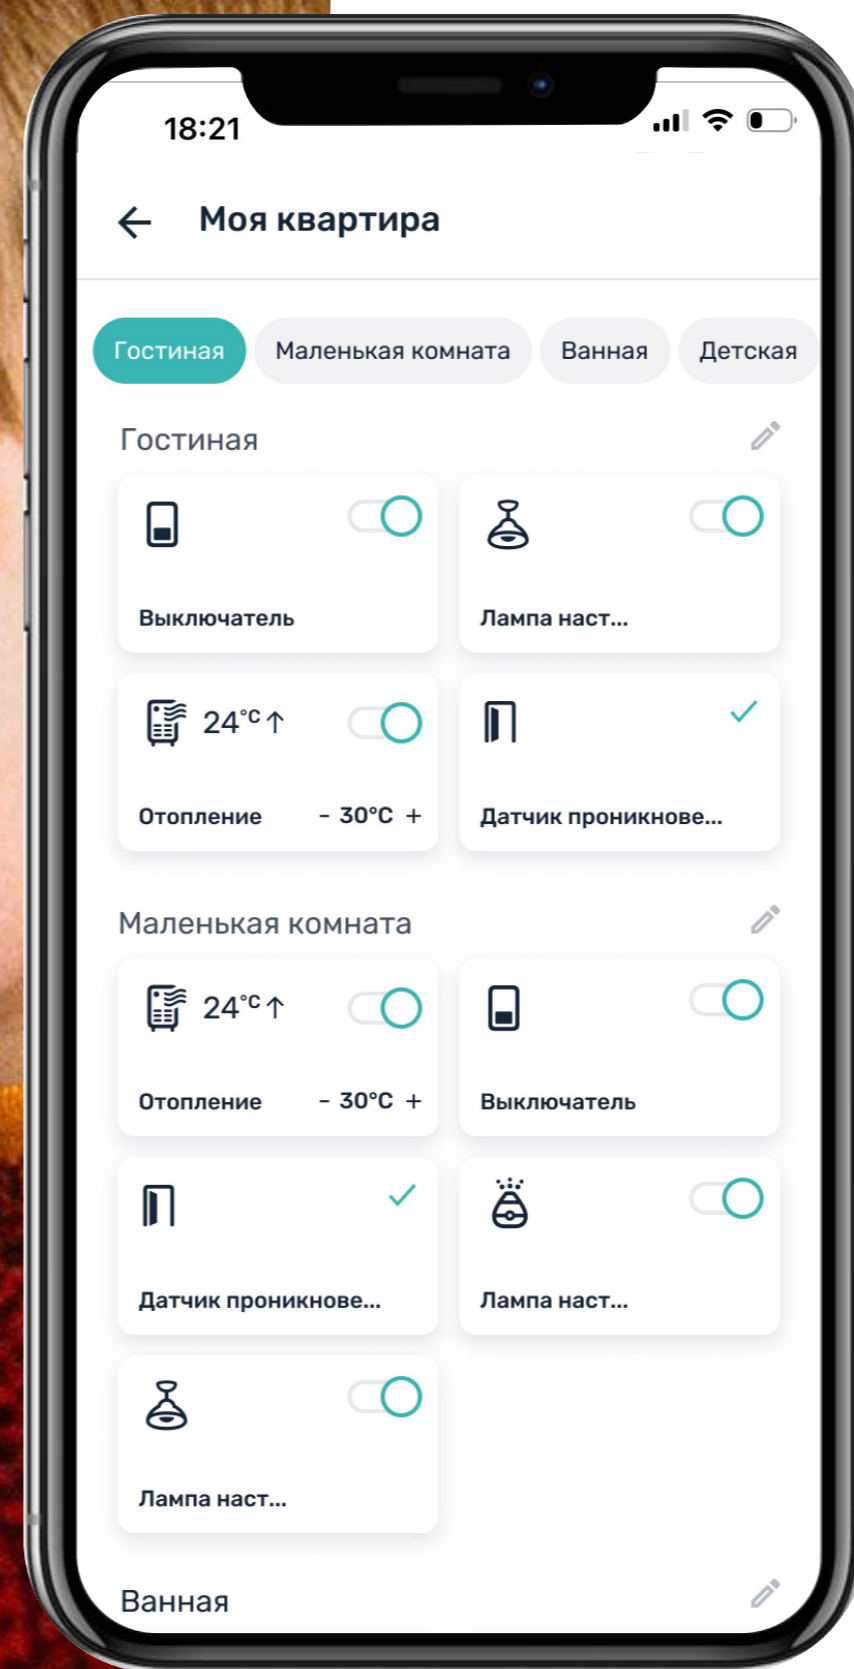 18:21
Моя квартира
Гостиная Маленькая комната Ванная Детская
Гостиная
Выключатель Лампа наст...
24°C↑
Отопление - 30°C + Датчик проникнове...
Маленькая комната
24°C↑
Отопление - 30°C + Выключатель
Датчик проникнове... Лампа наст...
Лампа наст...
Ванная